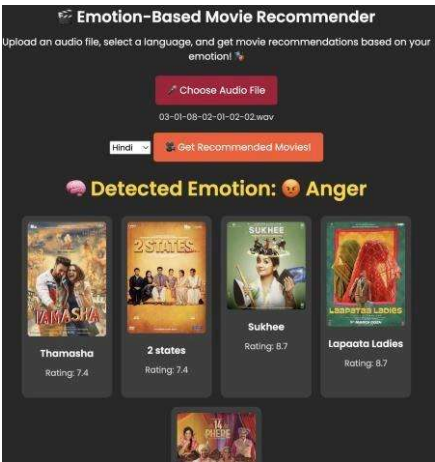 🎬 Emotion-Based Movie Recommender
Upload an audio file, select a language, and get movie recommendations based on your
emotion! 🎭
🎤 Choose Audio File
03-01-08-02-01-02-02.wav
Hindi
🎥 Get Recommended Movies!
🧠 Detected Emotion: 😡 Anger
TAMASHA
2 STATES
SUKHEE
LAAPATAA LADIES
Thamasha
Rating: 7.4
2 states
Rating: 7.4
Sukhee
Rating: 8.7
Lapaata Ladies
Rating: 8.7
14
PHERE